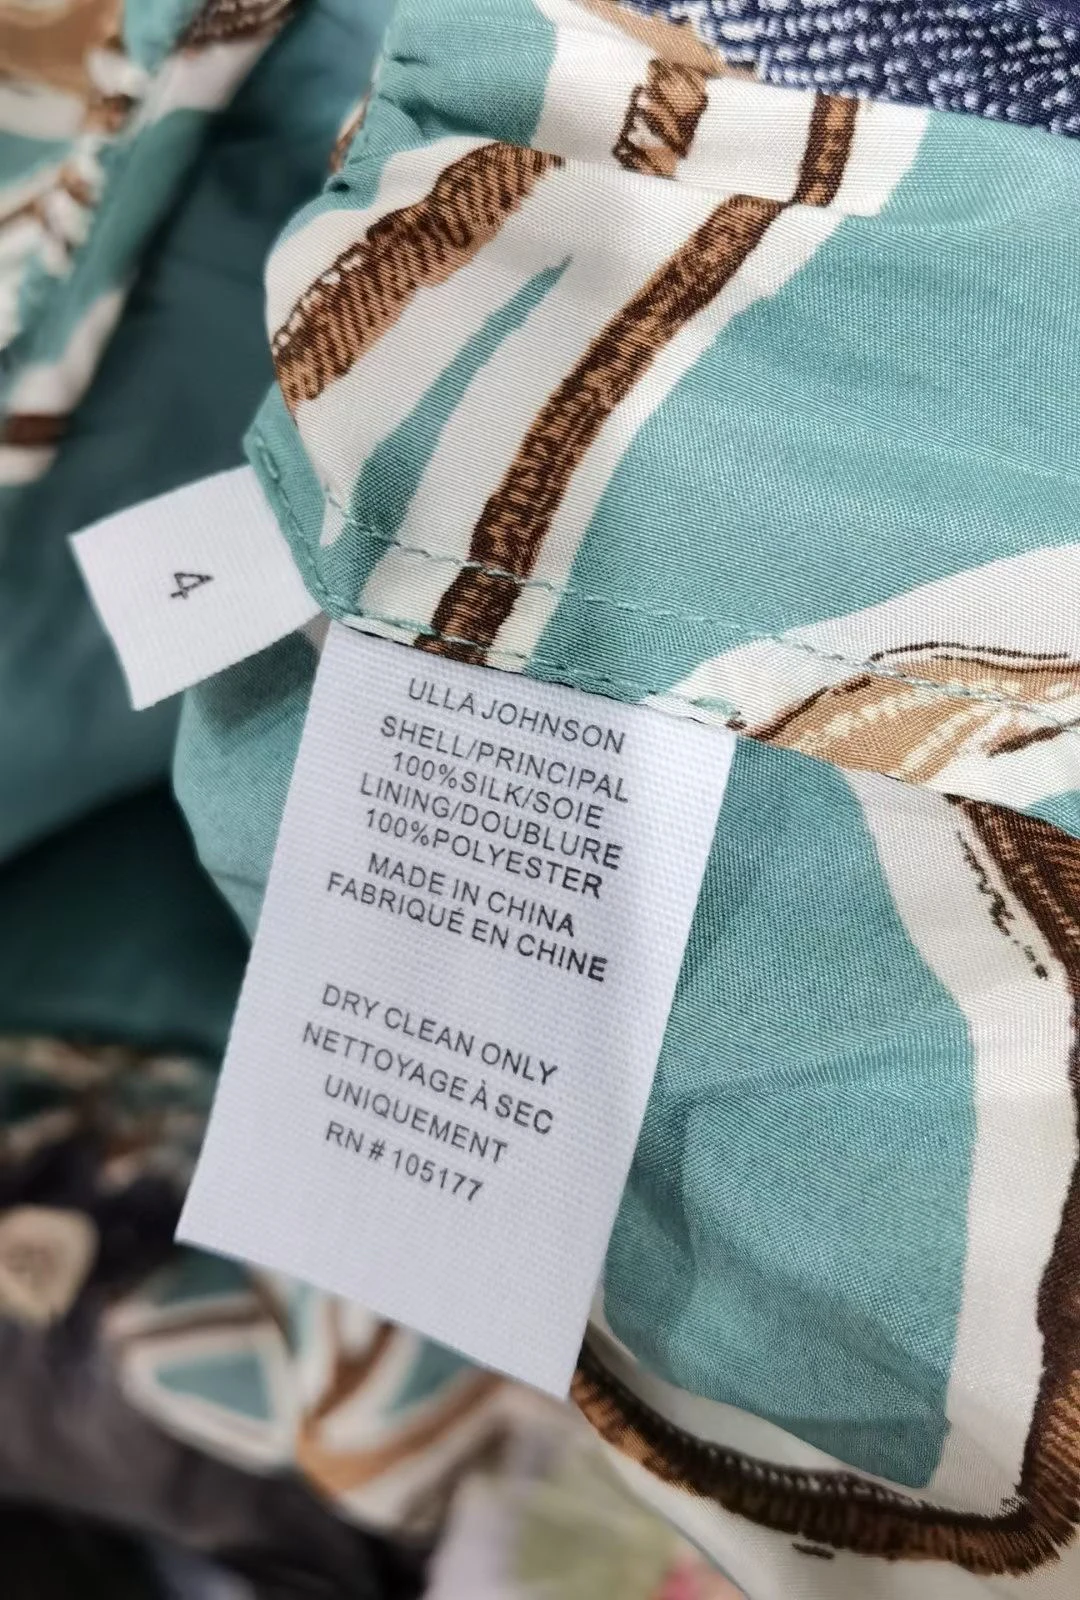 4
ULLA JOHNSON
SHELL/PRINCIPAL
100%SILK/SOIE
LINING/DOUBLURE
100%POLYESTER
MADE IN CHINA
FABRIQUÉ EN CHINE
DRY CLEAN ONLY
NETTOYAGE À SEC
UNIQUEMENT
RN # 105177